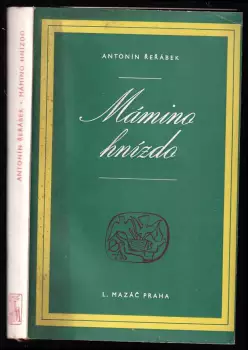 ANTONÍN ŘEŘÁBEK • MÁMINO HNÍZDO
ANTONÍN ŘEŘÁBEK
Mámino
hnízdo
L. MAZÁČ PRAHA